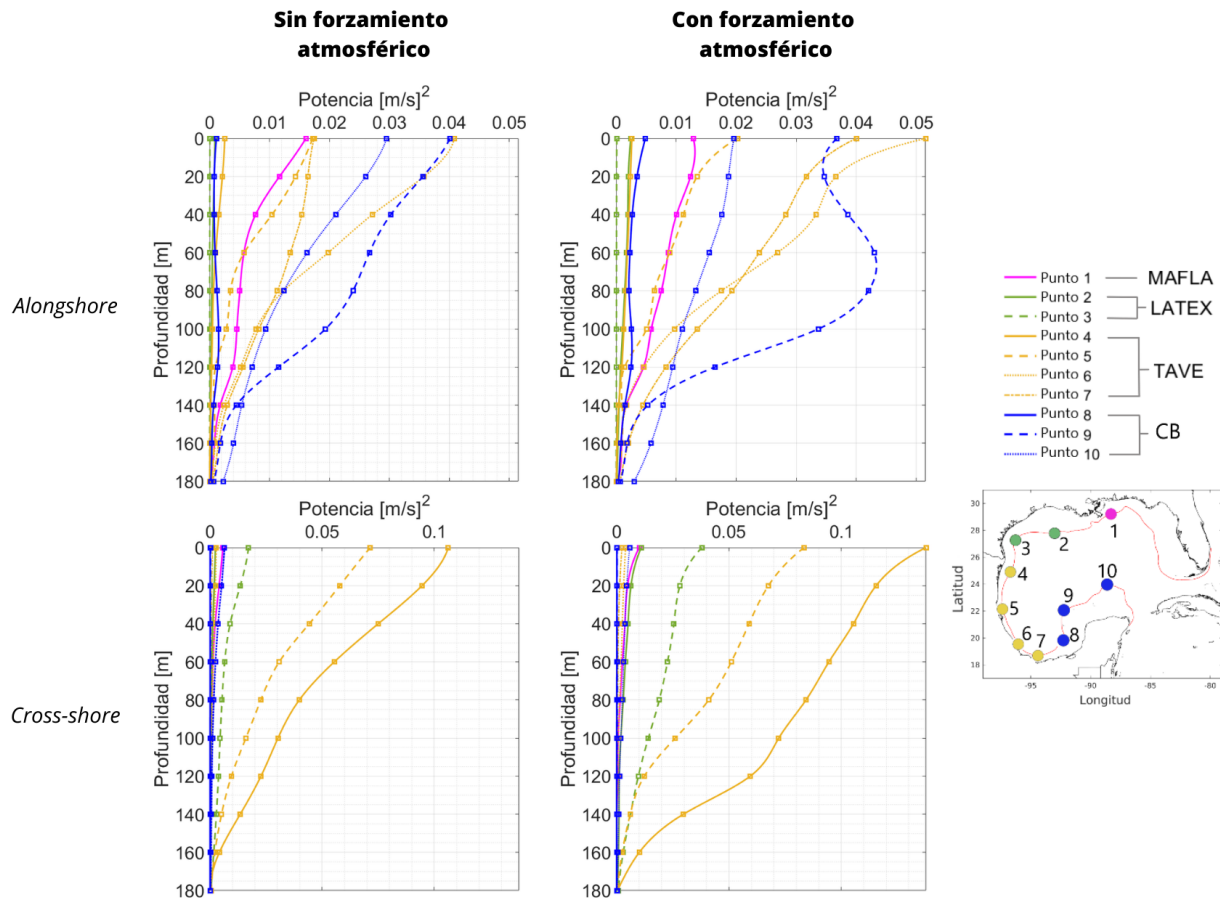 Sin forzamiento
atmosférico
Con forzamiento
atmosférico
Potencia [m/s]2
Potencia [m/s]2
0 0.01 0.02 0.03 0.04 0.05
0 0.01 0.02 0.03 0.04 0.05
0
20
40
60
80
100
120
140
160
180
Profundidad [m]
0
20
40
60
80
100
120
140
160
180
Profundidad [m]
Alongshore
Punto 1
Punto 2
Punto 3
Punto 4
Punto 5
Punto 6
Punto 7
Punto 8
Punto 9
Punto 10
MAFLA
LATEX
TAVE
CB
Potencia [m/s]2
Potencia [m/s]2
0 0.05 0.1
0 0.05 0.1
0
20
40
60
80
100
120
140
160
180
Profundidad [m]
0
20
40
60
80
100
120
140
160
180
Profundidad [m]
Cross-shore
30
28
26
24
22
20
18
Latitud
1
2
3
4
5
6
7
8
9
10
-95 -90 -85 -80
Longitud